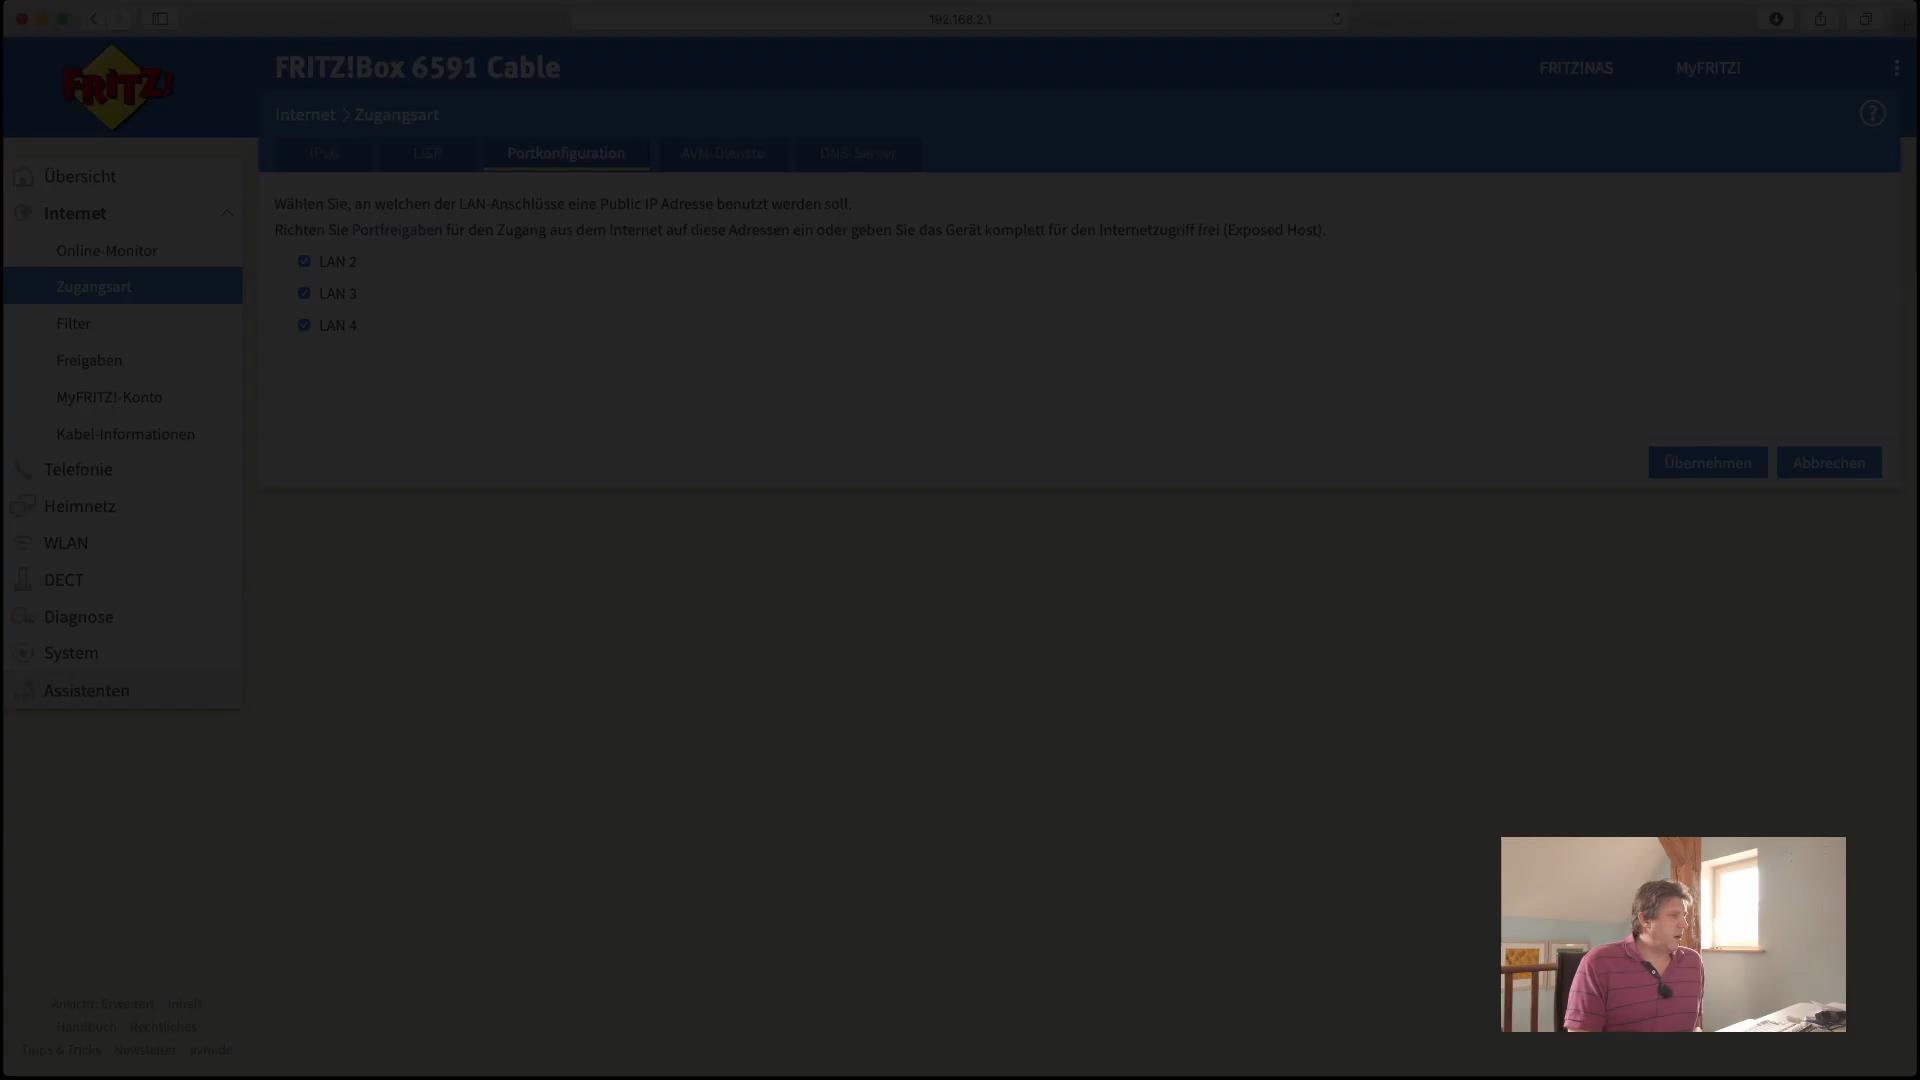 192.168.2.1
FRITZ!
FRITZ!Box 6591 Cable
FRITZ!NAS
MyFRITZ!
Internet > Zugangsart
?
IPv6
LISP
Portkonfiguration
AVM-Dienste
DNS-Server
Übersicht
Internet
Online-Monitor
Zugangsart
Filter
Freigaben
MyFRITZ!-Konto
Kabel-Informationen
Telefonie
Heimnetz
WLAN
DECT
Diagnose
System
Assistenten
Wählen Sie, an welchen der LAN-Anschlüsse eine Public IP Adresse benutzt werden soll.
Richten Sie Portfreigaben für den Zugang aus dem Internet auf diese Adressen ein oder geben Sie das Gerät komplett für den Internetzugriff frei (Exposed Host).
LAN 2
LAN 3
LAN 4
Übernehmen
Abbrechen
Ansicht: Erweitert Inhalt
Handbuch Rechtliches
Tipps & Tricks Newsletter avm.de